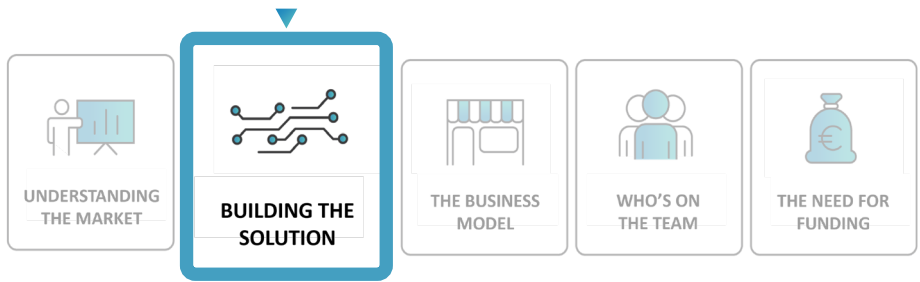 UNDERSTANDING
THE MARKET
BUILDING THE
SOLUTION
THE BUSINESS
MODEL
WHO'S ON
THE TEAM
€
THE NEED FOR
FUNDING